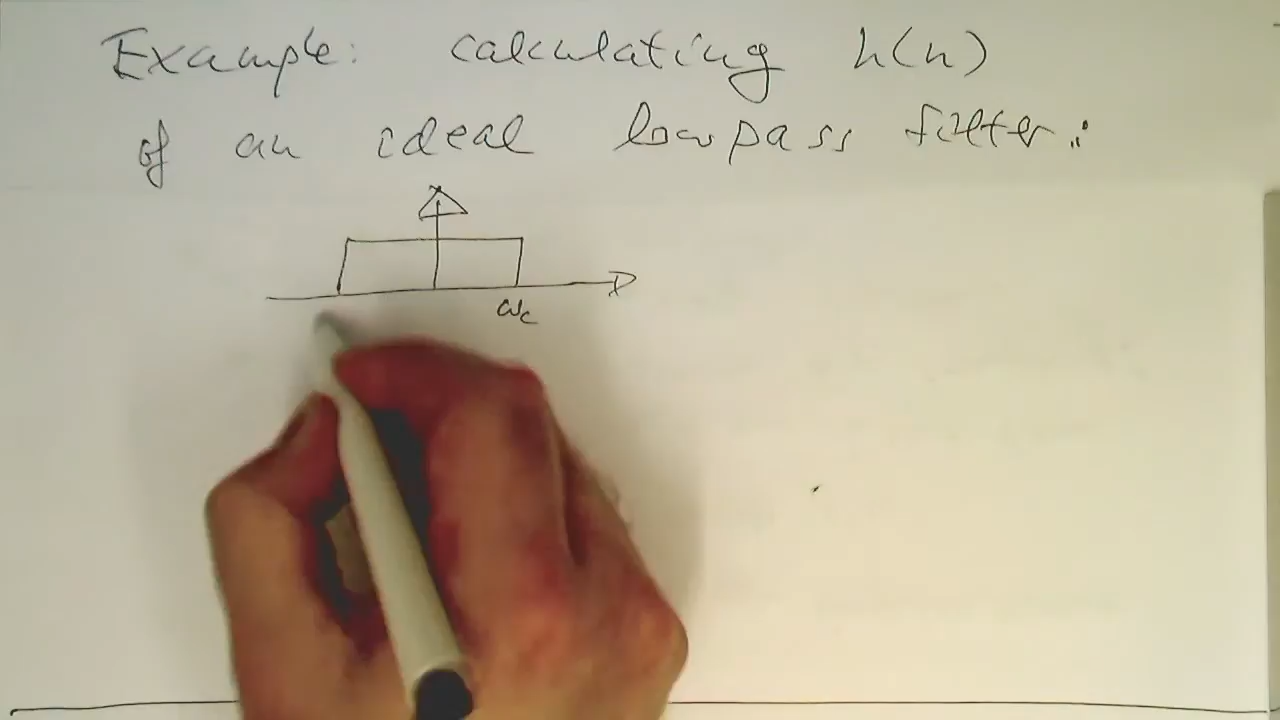 Example: calculating h(n)
of an ideal lowpass filter:
ωc